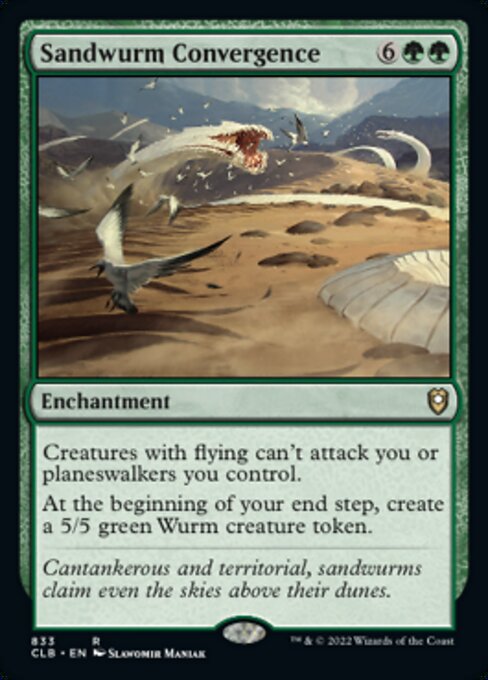 Sandwurm Convergence 6
Enchantment
Creatures with flying can't attack you or
planeswalkers you control.
At the beginning of your end step, create
a 5/5 green Wurm creature token.
Cantankerous and territorial, sandwurms
claim even the skies above their dunes.
833 R
CLB • EN Slawomir Maniak
™ & © 2022 Wizards of the Coast